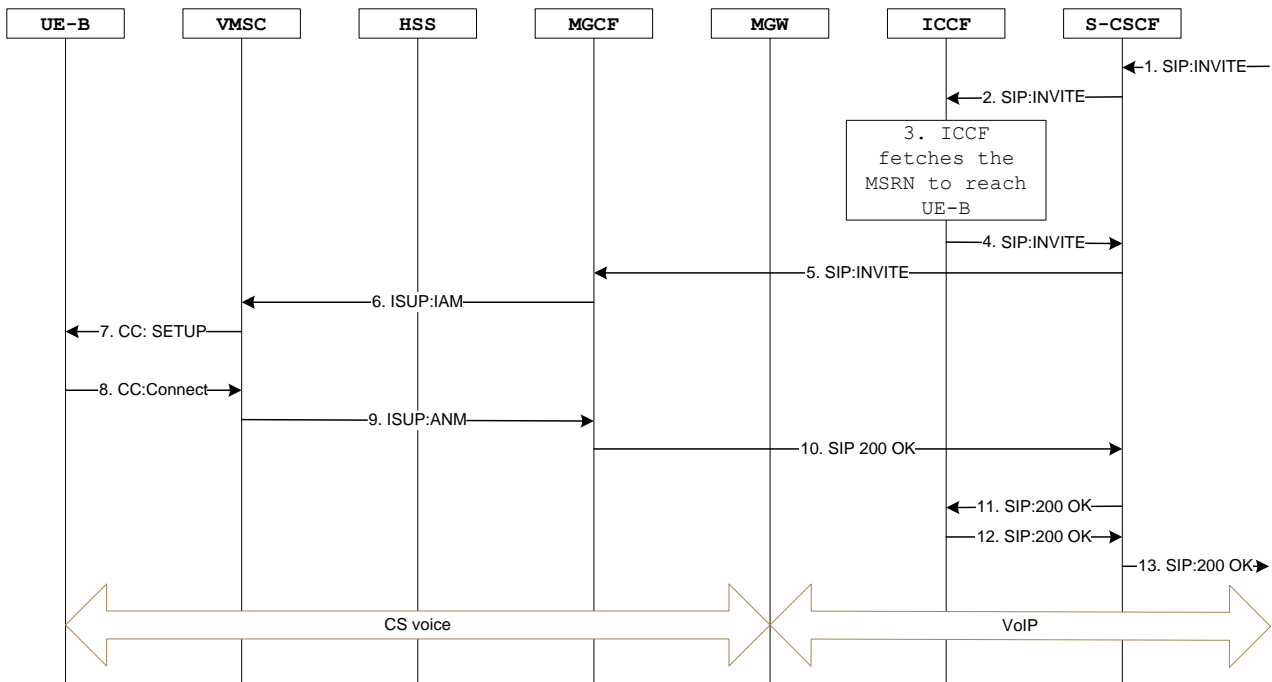 UE-B
VMSC
HSS
MGCF
MGW
ICCF
S-CSCF
1. SIP:INVITE
2. SIP:INVITE
3. ICCF
fetches the
MSRN to reach
UE-B
4. SIP:INVITE
5. SIP:INVITE
6. ISUP:IAM
7. CC: SETUP
8. CC:Connect
9. ISUP:ANM
10. SIP 200 OK
11. SIP:200 OK
12. SIP:200 OK
13. SIP:200 OK
CS voice
VoIP